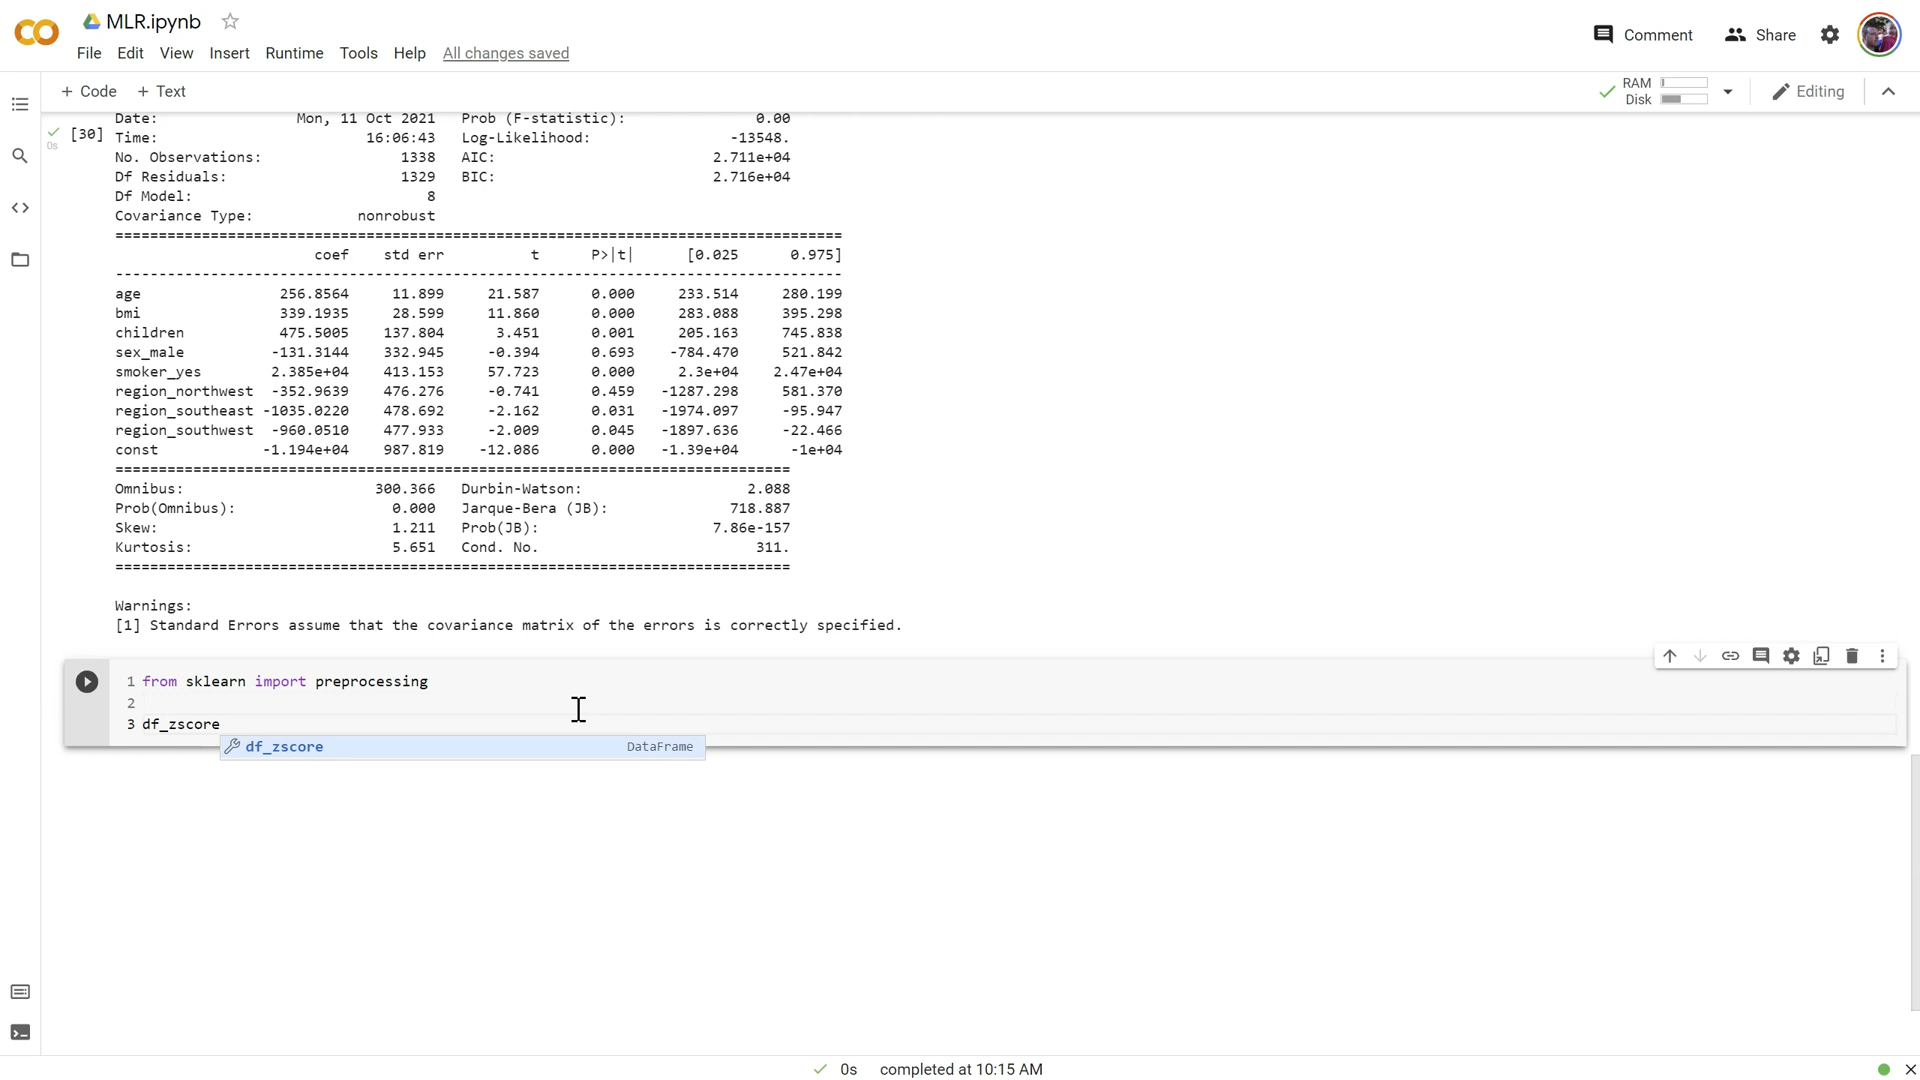 MLR.ipynb
File Edit View Insert Runtime Tools Help All changes saved
Comment Share
+ Code + Text
RAM
Disk
Editing
Date: Mon, 11 Oct 2021 Prob (F-statistic): 0.00
[30] Time: 16:06:43 Log-Likelihood: -13548.
0s
No. Observations: 1338 AIC: 2.711e+04
Df Residuals: 1329 BIC: 2.716e+04
Df Model: 8
Covariance Type: nonrobust
====================================================================================
coef std err t P>|t| [0.025 0.975]
------------------------------------------------------------------------------------
age 256.8564 11.899 21.587 0.000 233.514 280.199
bmi 339.1935 28.599 11.860 0.000 283.088 395.298
children 475.5005 137.804 3.451 0.001 205.163 745.838
sex_male -131.3144 332.945 -0.394 0.693 -784.470 521.842
smoker_yes 2.385e+04 413.153 57.723 0.000 2.3e+04 2.47e+04
region_northwest -352.9639 476.276 -0.741 0.459 -1287.298 581.370
region_southeast -1035.0220 478.692 -2.162 0.031 -1974.097 -95.947
region_southwest -960.0510 477.933 -2.009 0.045 -1897.636 -22.466
const -1.194e+04 987.819 -12.086 0.000 -1.39e+04 -1e+04
==============================================================================
Omnibus: 300.366 Durbin-Watson: 2.088
Prob(Omnibus): 0.000 Jarque-Bera (JB): 718.887
Skew: 1.211 Prob(JB): 7.86e-157
Kurtosis: 5.651 Cond. No. 311.
==============================================================================
Warnings:
[1] Standard Errors assume that the covariance matrix of the errors is correctly specified.
1 from sklearn import preprocessing
2
3 df_zscore
df_zscore DataFrame
0s completed at 10:15 AM